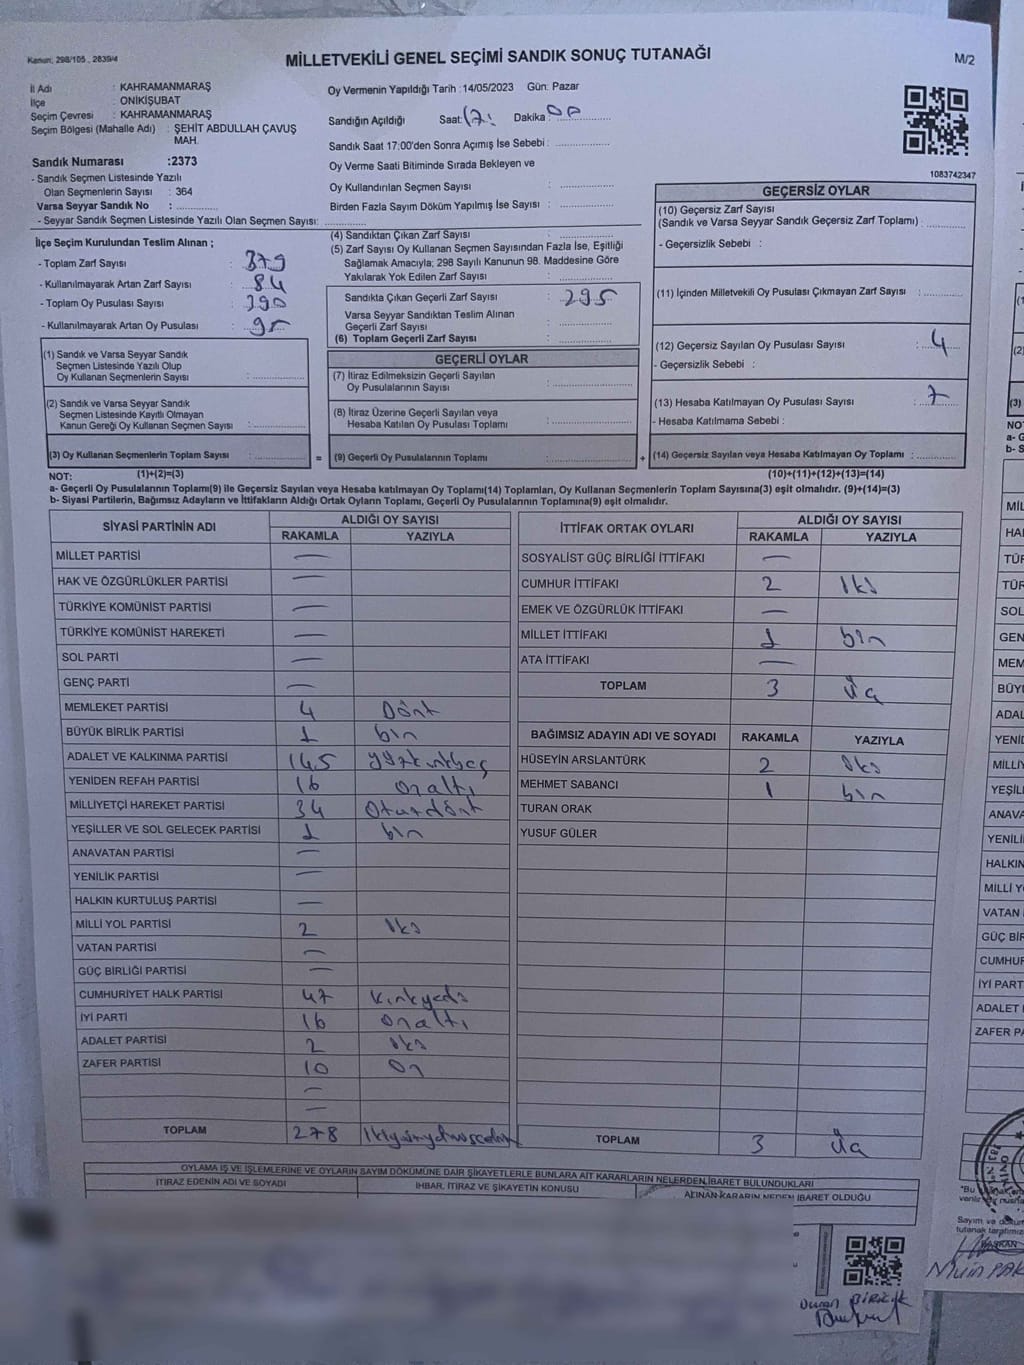 Kanun: 298/105 , 2839/4
MİLLETVEKİLİ GENEL SEÇİMİ SANDIK SONUÇ TUTANAĞI
M/2
İl Adı : KAHRAMANMARAŞ
İlçe : ONİKİŞUBAT
Seçim Çevresi : KAHRAMANMARAŞ
Seçim Bölgesi (Mahalle Adı) : ŞEHİT ABDULLAH ÇAVUŞ MAH.
Sandık Numarası :2373
- Sandık Seçmen Listesinde Yazılı
Olan Seçmenlerin Sayısı : 364
Varsa Seyyar Sandık No :
- Seyyar Sandık Seçmen Listesinde Yazılı Olan Seçmen Sayısı:
Oy Vermenin Yapıldığı Tarih :14/05/2023 Gün: Pazar
Sandığın Açıldığı Saat: 17: Dakika 00
Sandık Saat 17:00'den Sonra Açımış İse Sebebi :
Oy Verme Saati Bitiminde Sırada Bekleyen ve
Oy Kullandırılan Seçmen Sayısı :
Birden Fazla Sayım Döküm Yapılmış İse Sayısı :
1083742347
İlçe Seçim Kurulundan Teslim Alınan ;
- Toplam Zarf Sayısı : 379
- Kullanılmayarak Artan Zarf Sayısı : 84
- Toplam Oy Pusulası Sayısı : 390
- Kullanılmayarak Artan Oy Pusulası : 95
(4) Sandıktan Çıkan Zarf Sayısı :
(5) Zarf Sayısı Oy Kullanan Seçmen Sayısından Fazla İse, Eşitliği
Sağlamak Amacıyla; 298 Sayılı Kanunun 98. Maddesine Göre
Yakılarak Yok Edilen Zarf Sayısı :
Sandıkta Çıkan Geçerli Zarf Sayısı : 295
Varsa Seyyar Sandıktan Teslim Alınan
Geçerli Zarf Sayısı :
(6) Toplam Geçerli Zarf Sayısı :
GEÇERSİZ OYLAR
(10) Geçersiz Zarf Sayısı
(Sandık ve Varsa Seyyar Sandık Geçersiz Zarf Toplamı) :
- Geçersizlik Sebebi :
(11) İçinden Milletvekili Oy Pusulası Çıkmayan Zarf Sayısı :
(12) Geçersiz Sayılan Oy Pusulası Sayısı : 4
- Geçersizlik Sebebi :
(13) Hesaba Katılmayan Oy Pusulası Sayısı : 7
- Hesaba Katılmama Sebebi :
(1) Sandık ve Varsa Seyyar Sandık
Seçmen Listesinde Yazılı Olup
Oy Kullanan Seçmenlerin Sayısı :
(2) Sandık ve Varsa Seyyar Sandık
Seçmen Listesinde Kayıtlı Olmayan
Kanun Gereği Oy Kullanan Seçmen Sayısı :
GEÇERLİ OYLAR
(7) İtiraz Edilmeksizin Geçerli Sayılan
Oy Pusulalarının Sayısı :
(8) İtiraz Üzerine Geçerli Sayılan veya
Hesaba Katılan Oy Pusulası Toplamı :
(3) Oy Kullanan Seçmenlerin Toplam Sayısı : = (9) Geçerli Oy Pusulalarının Toplamı : + (14) Geçersiz Sayılan veya Hesaba Katılmayan Oy Toplamı :
NOT: (1)+(2)=(3) (10)+(11)+(12)+(13)=(14)
a- Geçerli Oy Pusulaları Toplamı(9) ile Geçersiz Sayılan veya Hesaba katılmayan Oy Toplamı(14) Toplamları, Oy Kullanan Seçmenlerin Toplam Sayısına(3) eşit olmalıdır. (9)+(14)=(3)
b- Siyasi Partilerin, Bağımsız Adayların ve İttifakların Aldığı Ortak Oyların Toplamı, Geçerli Oy Pusulalarının Toplamına(9) eşit olmalıdır.
SİYASİ PARTİNİN ADI ALDIĞI OY SAYISI
RAKAMLA YAZIYLA
MİLLET PARTİSİ —
HAK VE ÖZGÜRLÜKLER PARTİSİ —
TÜRKİYE KOMÜNİST PARTİSİ —
TÜRKİYE KOMÜNİST HAREKETİ —
SOL PARTİ —
GENÇ PARTİ —
MEMLEKET PARTİSİ 4 Dört
BÜYÜK BİRLİK PARTİSİ 1 bir
ADALET VE KALKINMA PARTİSİ 145 yüzkırkbeş
YENİDEN REFAH PARTİSİ 16 onaltı
MİLLİYETÇİ HAREKET PARTİSİ 34 Otuzdört
YEŞİLLER VE SOL GELECEK PARTİSİ 1 bir
ANAVATAN PARTİSİ —
YENİLİK PARTİSİ —
HALKIN KURTULUŞ PARTİSİ —
MİLLİ YOL PARTİSİ 2 iki
VATAN PARTİSİ —
GÜÇ BİRLİĞİ PARTİSİ —
CUMHURİYET HALK PARTİSİ 47 kırkyedi
İYİ PARTİ 16 onaltı
ADALET PARTİSİ 2 iki
ZAFER PARTİSİ 10 On
—
—
TOPLAM 278
İTTİFAK ORTAK OYLARI ALDIĞI OY SAYISI
RAKAMLA YAZIYLA
SOSYALİST GÜÇ BİRLİĞİ İTTİFAKI —
CUMHUR İTTİFAKI 2 iki
EMEK VE ÖZGÜRLÜK İTTİFAKI —
MİLLET İTTİFAKI 1 bir
ATA İTTİFAKI —
TOPLAM 3 Üç
BAĞIMSIZ ADAYIN ADI VE SOYADI RAKAMLA YAZIYLA
HÜSEYİN ARSLANTÜRK 2 iki
MEHMET SABANCI 1 bir
TURAN ORAK
YUSUF GÜLER
TOPLAM 3 Üç
OYLAMA İŞ VE İŞLEMLERİNE VE OYLARIN SAYIM DÖKÜMÜNE DAİR ŞİKAYETLERLE BUNLARA AİT KARARLARIN NELERDEN İBARET BULUNDUKLARI
İTİRAZ EDENİN ADI VE SOYADI İHBAR, İTİRAZ VE ŞİKAYETİN KONUSU ALINAN KARARIN NEDEN İBARET OLDUĞU